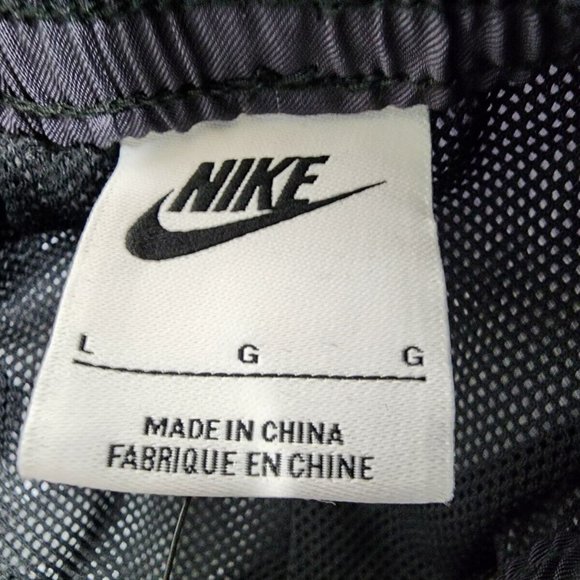 NIKE
L G G
MADE IN CHINA
FABRIQUE EN CHINE